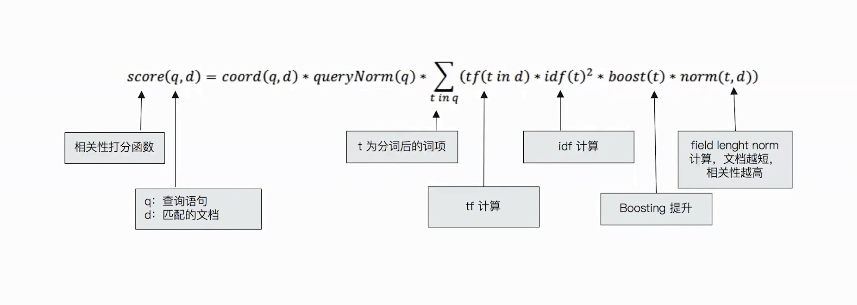 score(q,d) = coord(q,d) * queryNorm(q) * ∑ (tf(t in d) * idf(t)² * boost(t) * norm(t,d))
t in q
相关性打分函数
t 为分词后的词项
idf 计算
field lenght norm
计算，文档越短，
相关性越高
q：查询语句
d：匹配的文档
tf 计算
Boosting 提升